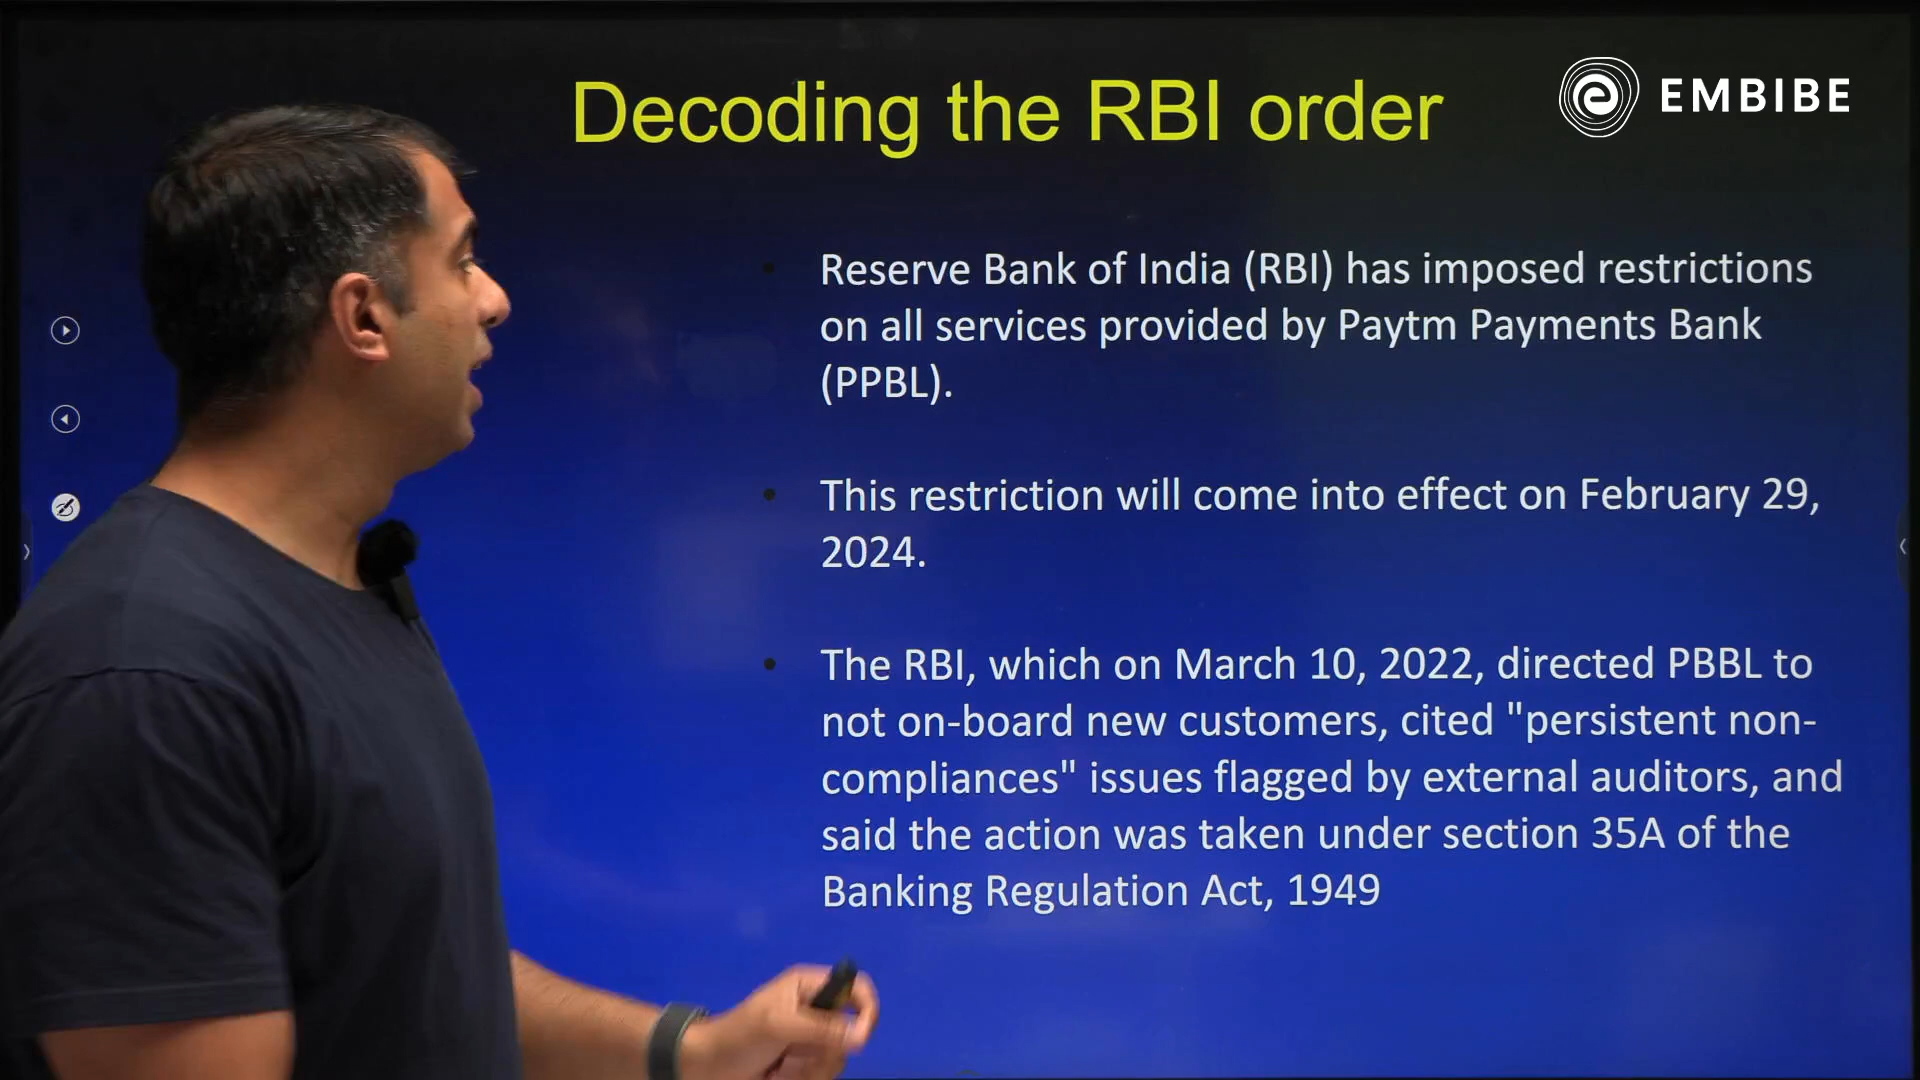 Decoding the RBI order
EMBIBE
Reserve Bank of India (RBI) has imposed restrictions
on all services provided by Paytm Payments Bank
(PPBL).
This restriction will come into effect on February 29,
2024.
The RBI, which on March 10, 2022, directed PBBL to
not on-board new customers, cited "persistent non-
compliances" issues flagged by external auditors, and
said the action was taken under section 35A of the
Banking Regulation Act, 1949